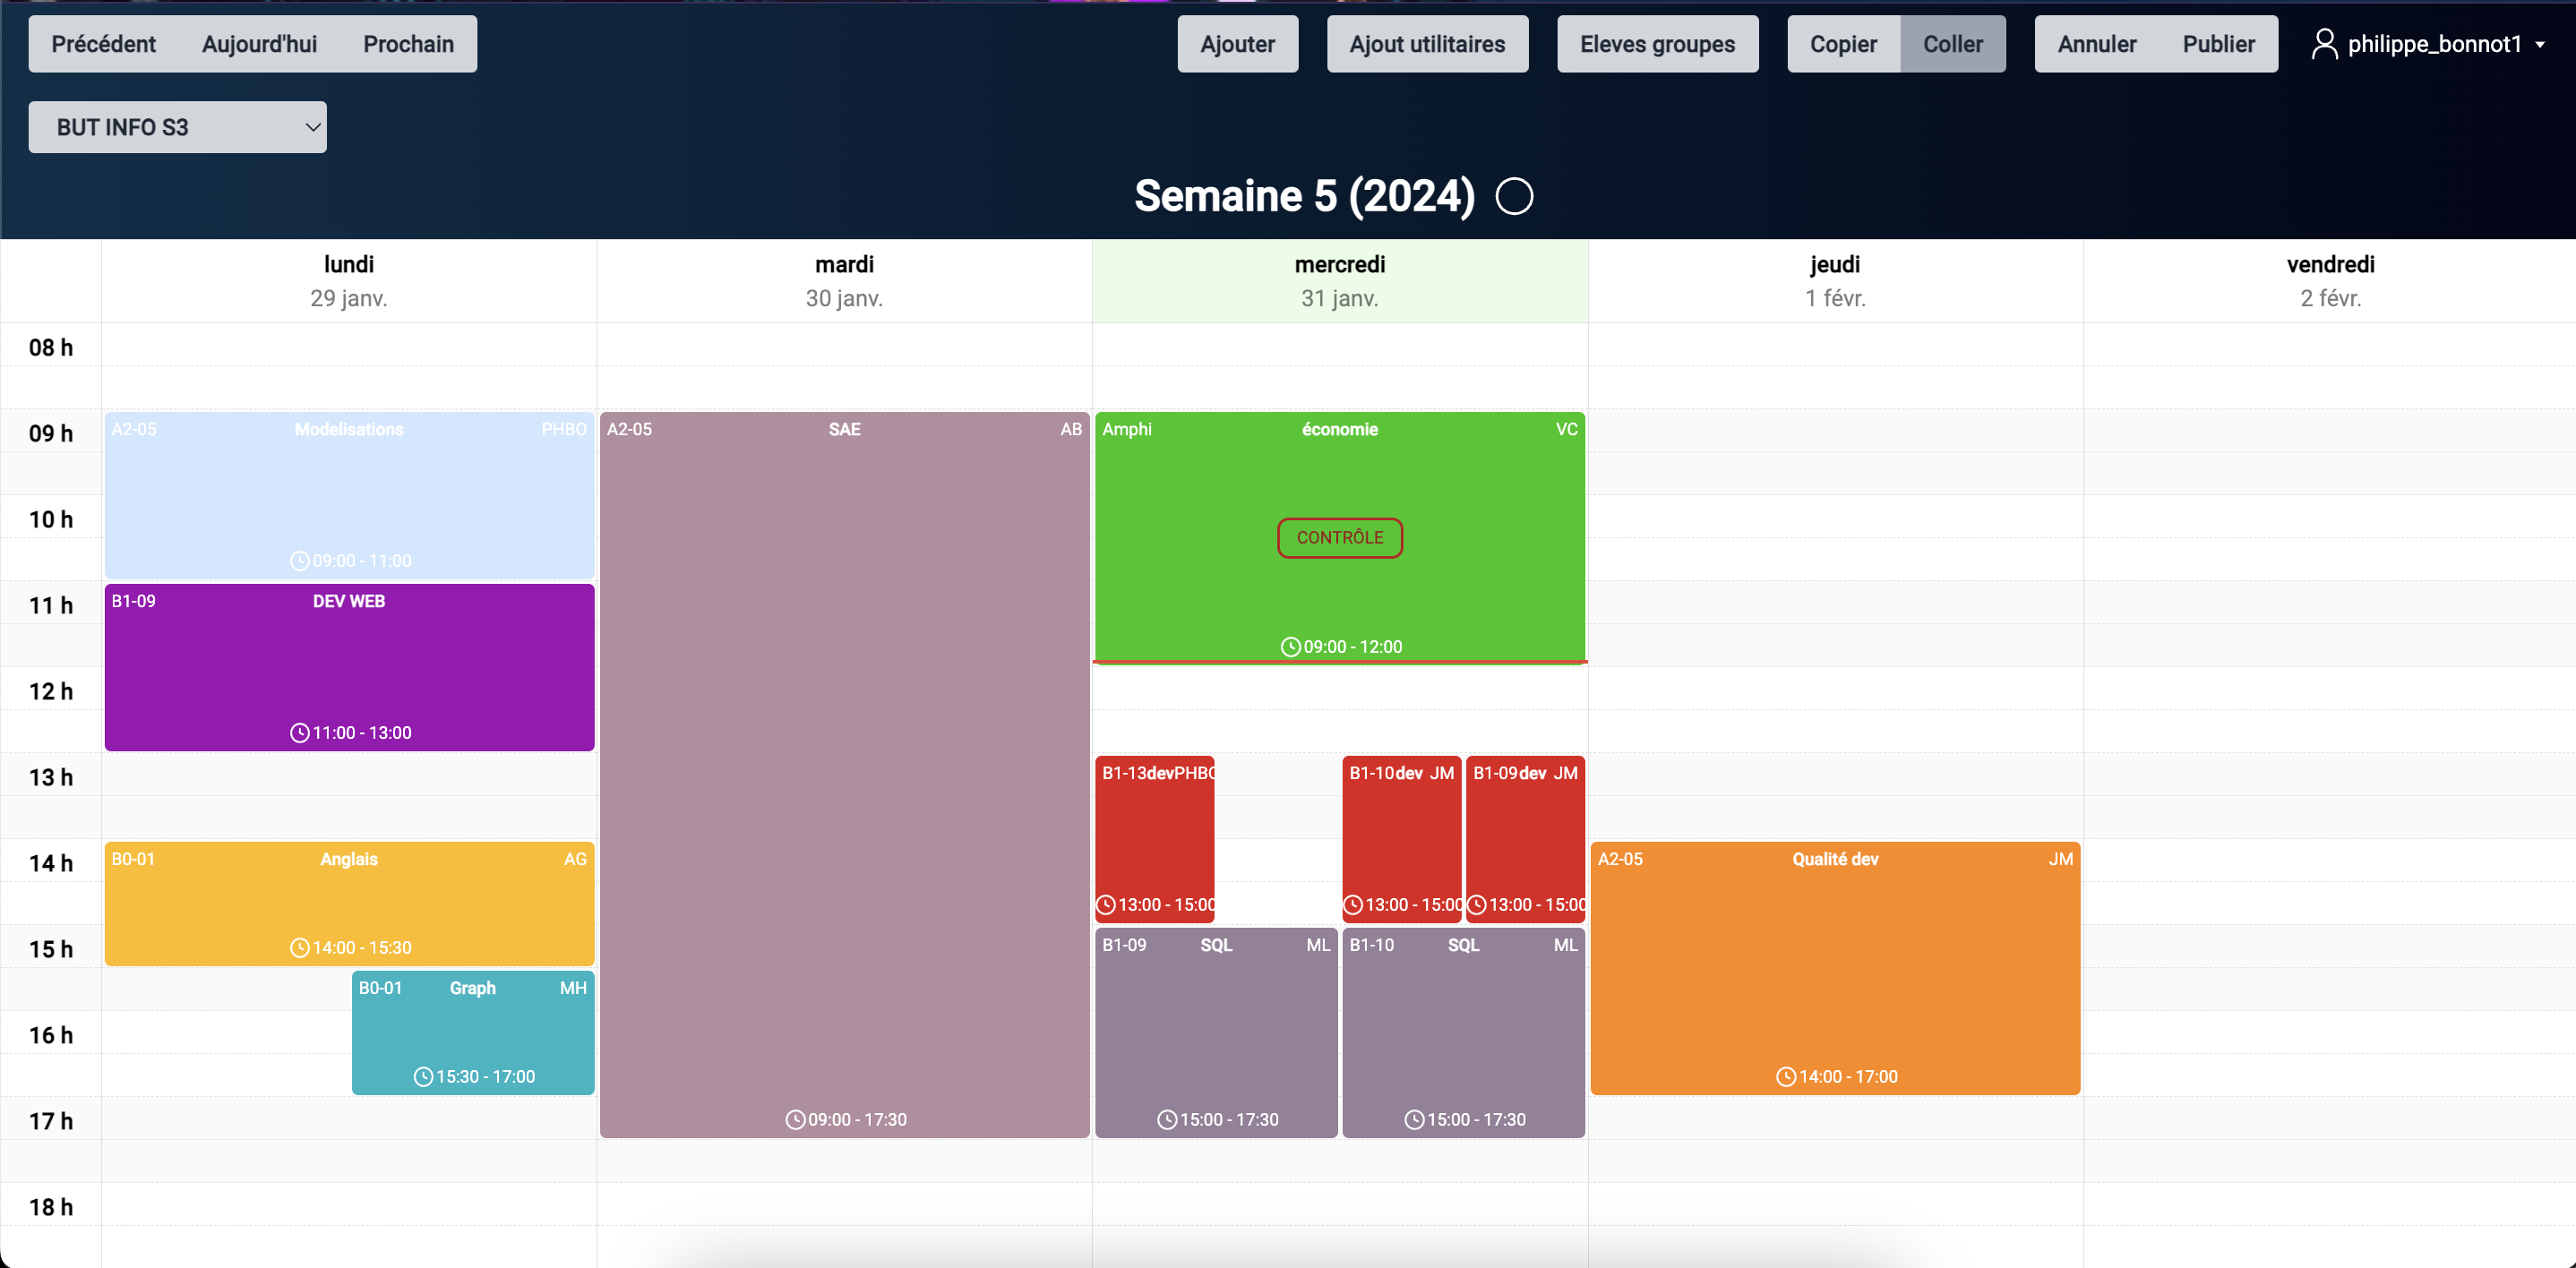 Précédent Aujourd'hui Prochain Ajouter Ajout utilitaires Eleves groupes Copier Coller Annuler Publier philippe_bonnot1
BUT INFO S3
Semaine 5 (2024)
lundi mardi mercredi jeudi vendredi
29 janv. 30 janv. 31 janv. 1 févr. 2 févr.
08 h
09 h
10 h
11 h
12 h
13 h
14 h
15 h
16 h
17 h
18 h
A2-05 Modelisations PHBO
09:00 - 11:00
B1-09 DEV WEB
11:00 - 13:00
B0-01 Anglais AG
14:00 - 15:30
B0-01 Graph MH
15:30 - 17:00
A2-05 SAE AB
09:00 - 17:30
Amphi économie VC
CONTRÔLE
09:00 - 12:00
B1-13 dev PHBO
13:00 - 15:00
B1-10 dev JM
13:00 - 15:00
B1-09 dev JM
13:00 - 15:00
B1-09 SQL ML
15:00 - 17:30
B1-10 SQL ML
15:00 - 17:30
A2-05 Qualité dev JM
14:00 - 17:00